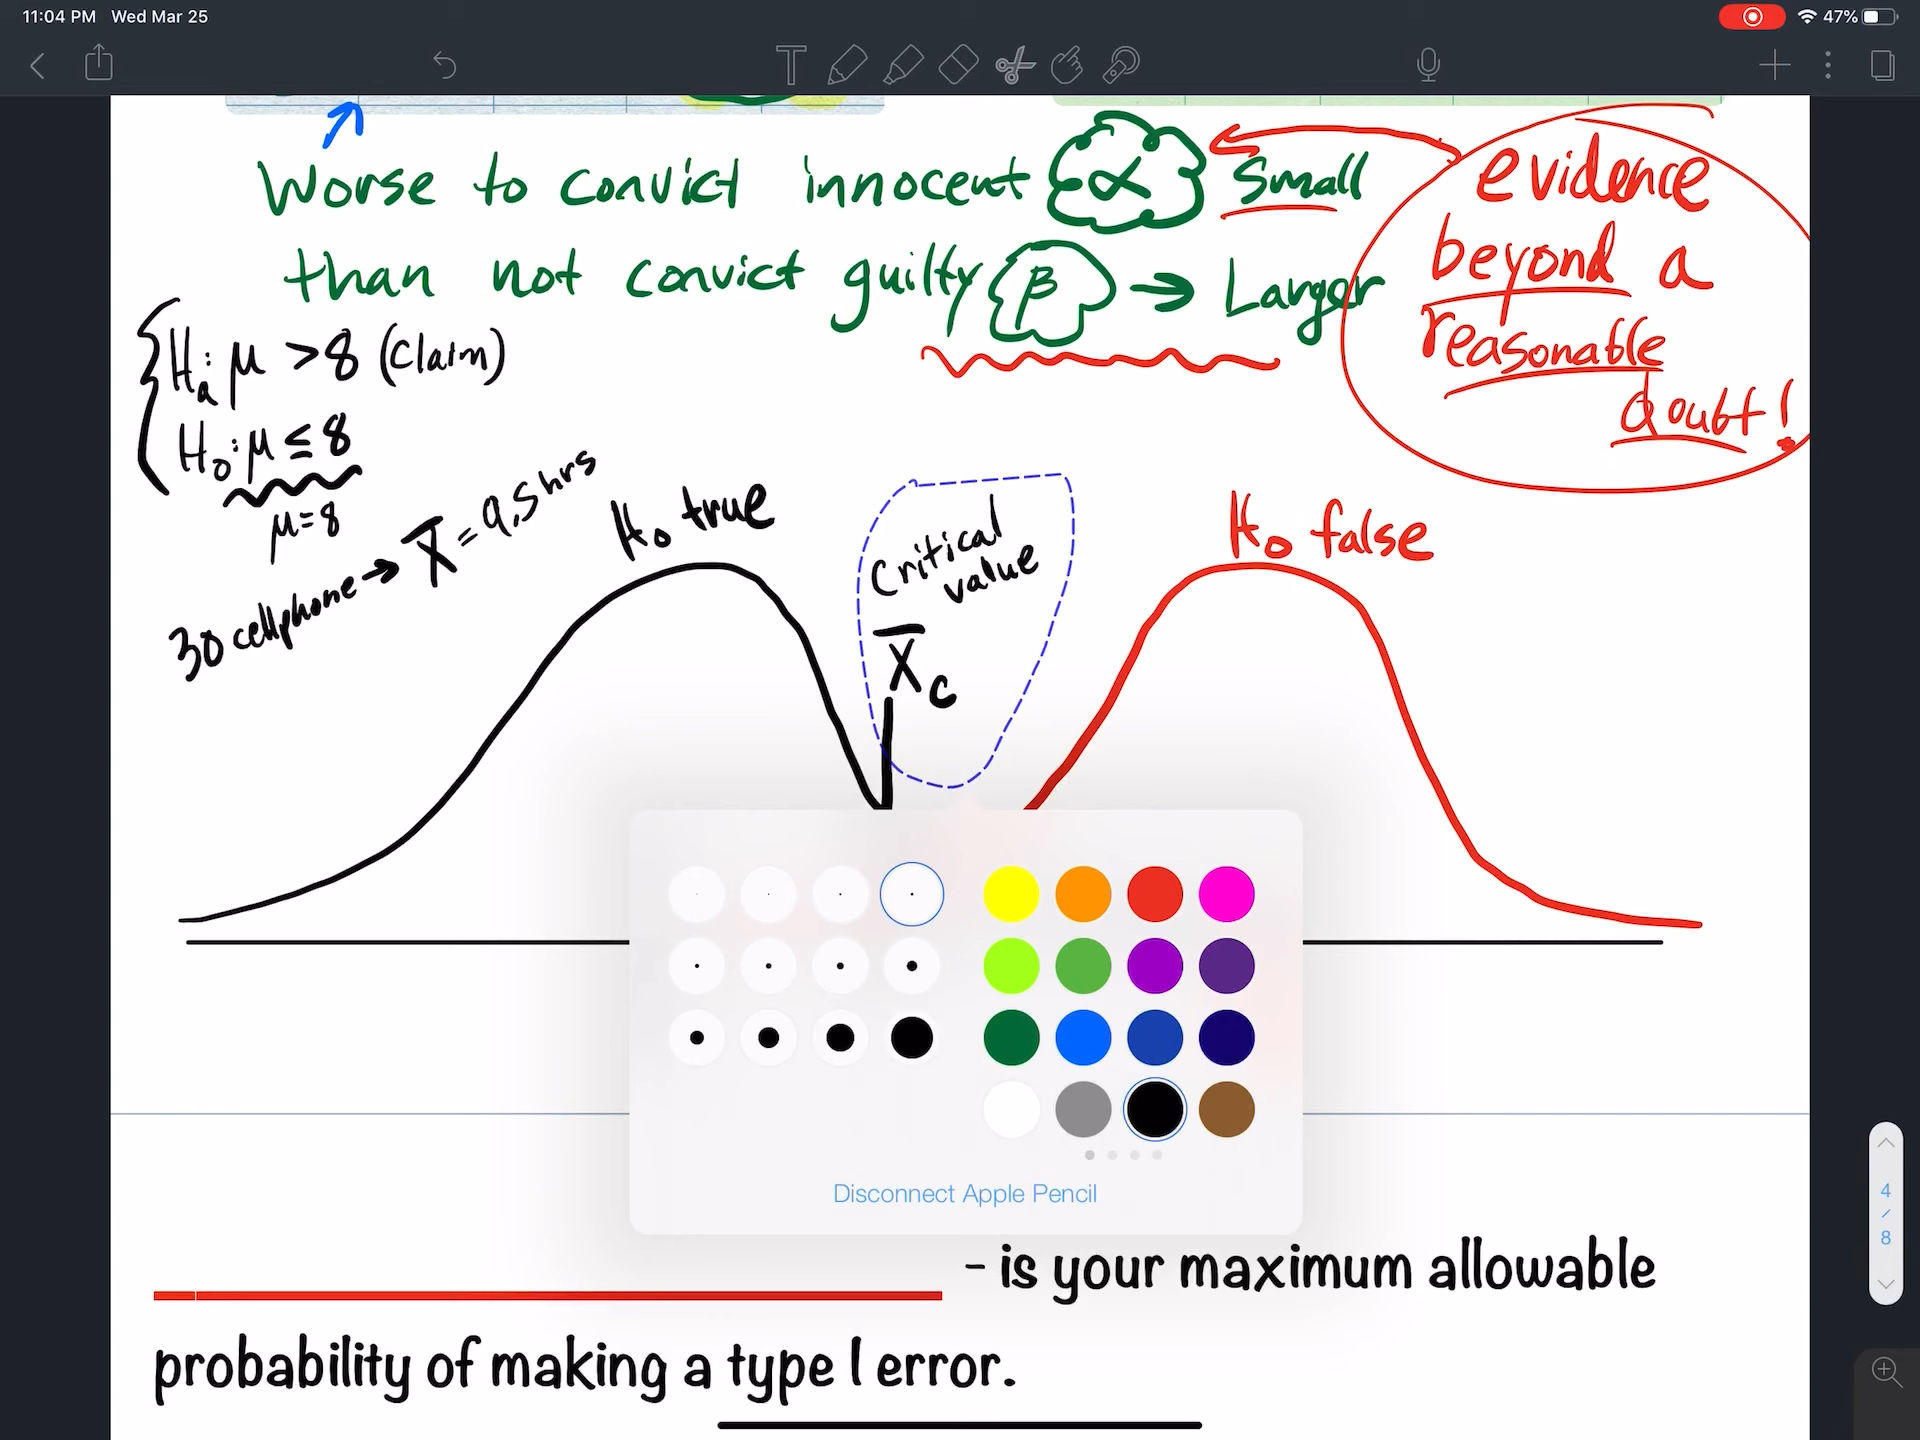 11:04 PM Wed Mar 25
47%
Worse to convict innocent α Small
than not convict guilty β → Larger
evidence
beyond a
reasonable
doubt!
Ha: μ > 8 (Claim)
H0: μ ≤ 8
μ = 8
30 cellphone → X̄ = 9.5 hrs
H0 true
Critical
value
X̄c
H0 false
Disconnect Apple Pencil
4
/
8
- is your maximum allowable
probability of making a type I error.